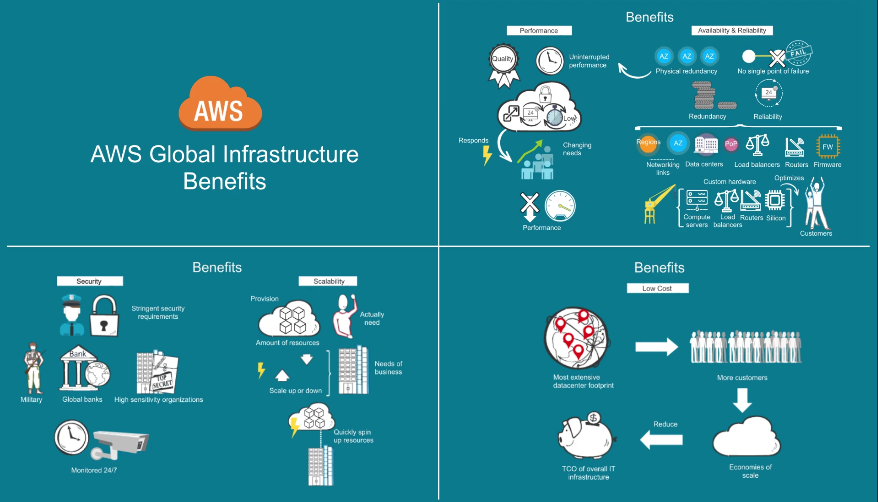 AWS
AWS Global Infrastructure
Benefits
Benefits
Performance
Quality
Uninterrupted
performance
24
Low
Responds
Changing
needs
Performance
Availability & Reliability
AZ
AZ
AZ
FAIL
Physical redundancy
No single point of failure
24
Redundancy
Reliability
Regions
AZ
PoP
FW
Networking
links
Data centers
Load balancers
Routers
Firmware
Custom hardware
Optimizes
Compute
servers
Load
balancers
Routers
Silicon
Customers
Benefits
Security
Stringent security
requirements
Bank
TOP
SECRET
Military
Global banks
High sensitivity organizations
Monitored 24/7
Scalability
Provision
Actually
need
Amount of resources
Needs of
business
Scale up or down
Quickly spin
up resources
Benefits
Low Cost
Most extensive
datacenter footprint
More customers
$
Reduce
TCO of overall IT
infrastructure
Economies of
scale